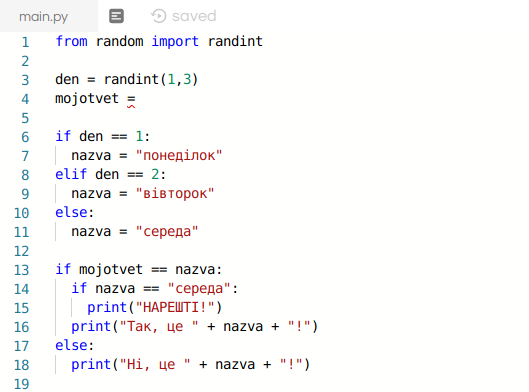 main.py saved
1 from random import randint
2
3 den = randint(1,3)
4 mojotvet =
5
6 if den == 1:
7 nazva = "понеділок"
8 elif den == 2:
9 nazva = "вівторок"
10 else:
11 nazva = "середа"
12
13 if mojotvet == nazva:
14 if nazva == "середа":
15 print("НАРЕШТІ!")
16 print("Так, це " + nazva + "!")
17 else:
18 print("Ні, це " + nazva + "!")
19